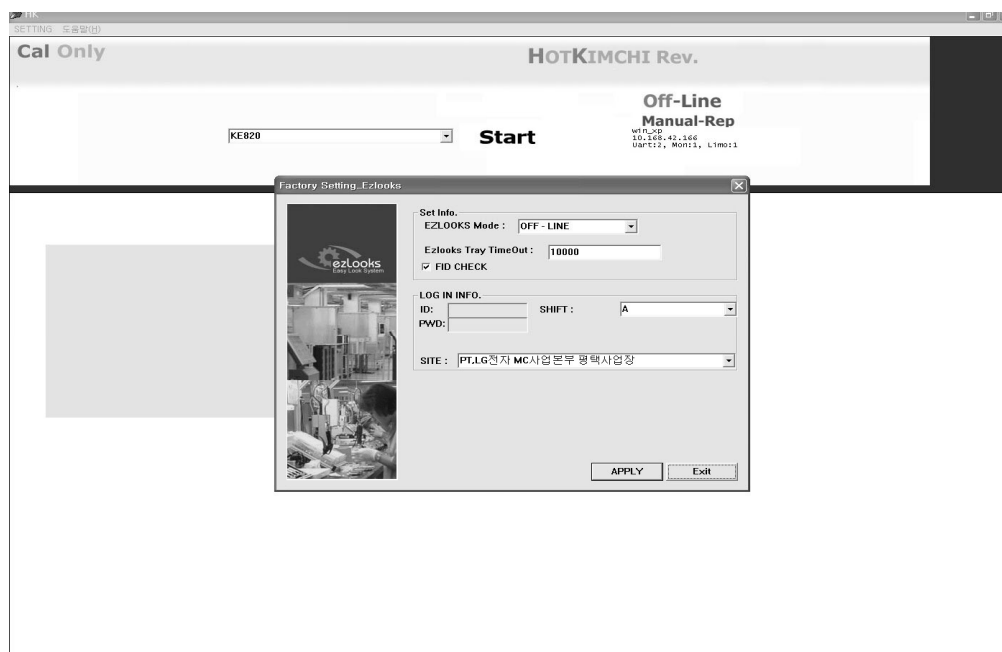 HK
SETTING 도움말(H)
Cal Only
HOTKIMCHI Rev.
Off-Line
Manual-Rep
win_xp
10.168.42.166
Uart:2, Mon:1, Limo:1
KE820
Start
Factory Setting_Ezlooks
ezLooks
Easy Look System
Set Info.
EZLOOKS Mode : OFF - LINE
Ezlooks Tray TimeOut : 10000
FID CHECK
LOG IN INFO.
ID:
SHIFT : A
PWD:
SITE : PT,LG전자 MC사업본부 평택사업장
APPLY
Exit